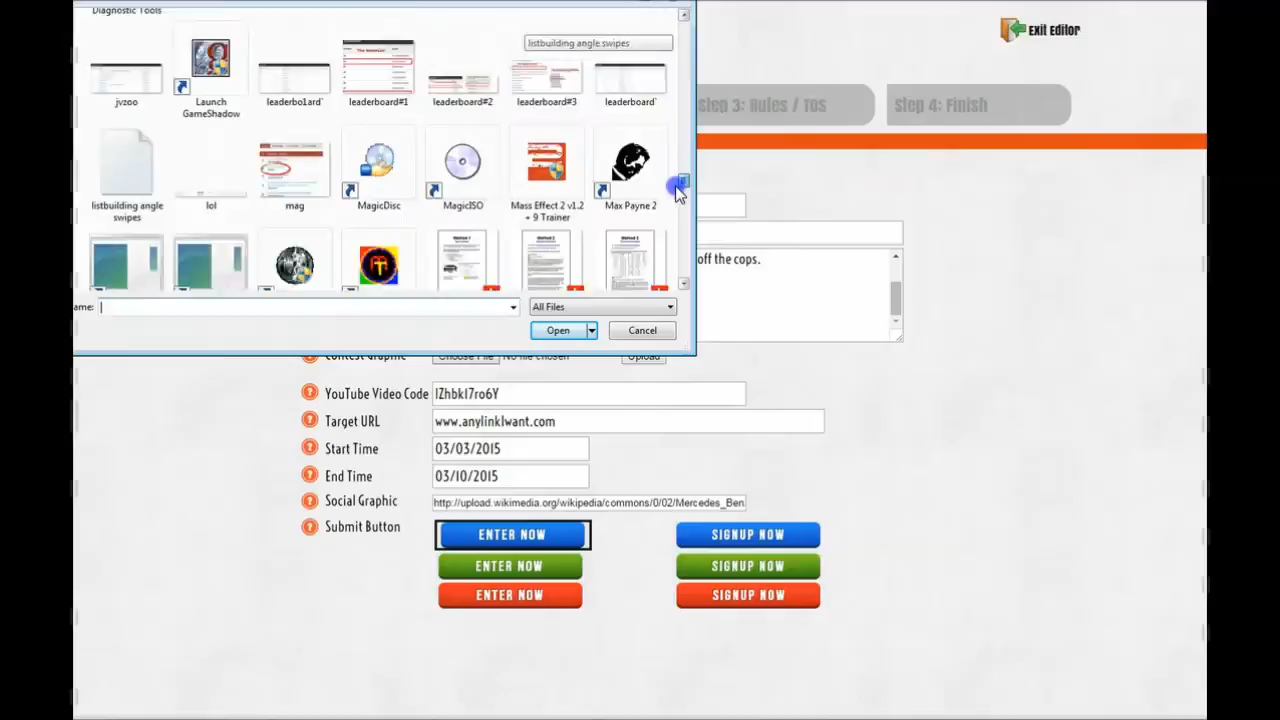 Diagnostic Tools
Exit Editor
listbuilding angle swipes
jvzoo
Launch
GameShadow
leaderbo1ard`
leaderboard#1
leaderboard#2
leaderboard#3
leaderboard`
Step 3: Rules / TOS
Step 4: Finish
listbuilding angle
swipes
lol
mag
MagicDisc
MagicISO
Mass Effect 2 v1.2
+ 9 Trainer
Max Payne 2
off the cops.
ame:
All Files
Open
Cancel
Contest Graphic
Choose File
No file chosen
Upload
YouTube Video Code
Target URL
www.anylinkIwant.com
Start Time
03/03/2015
End Time
03/10/2015
Social Graphic
http://upload.wikimedia.org/wikipedia/commons/0/02/Mercedes_Ben
Submit Button
ENTER NOW
SIGNUP NOW
ENTER NOW
SIGNUP NOW
ENTER NOW
SIGNUP NOW